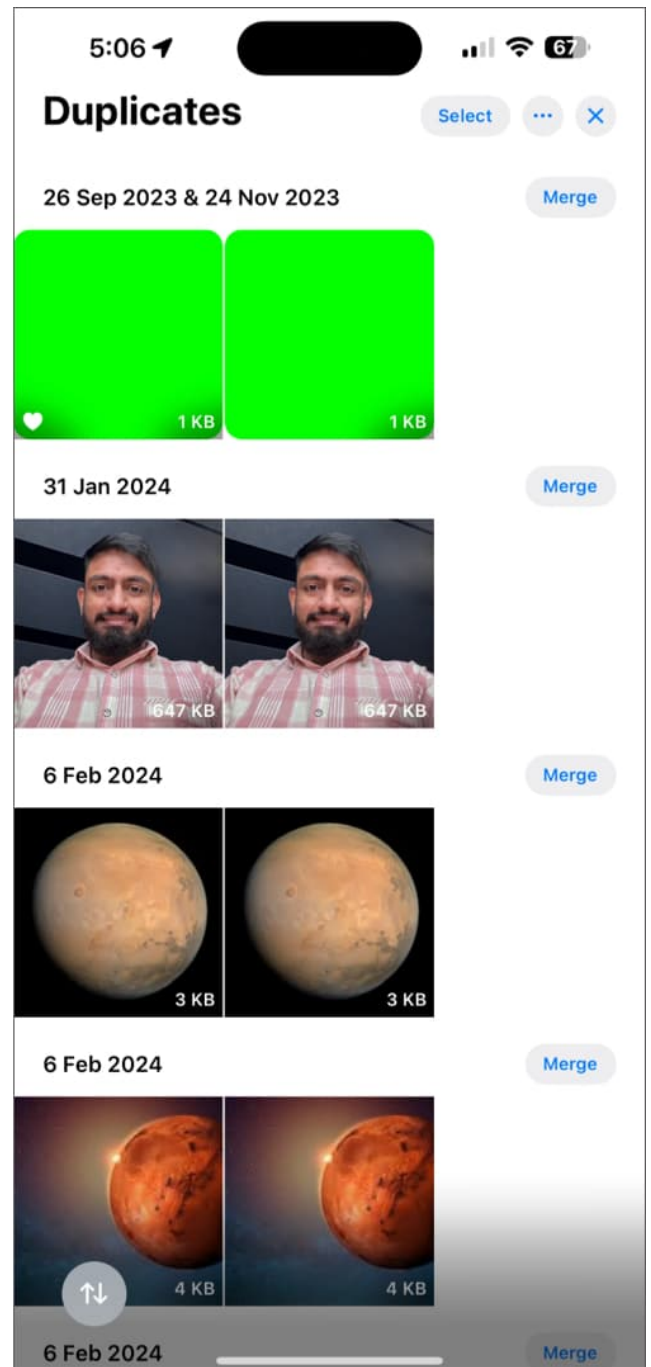 5:06 67
Duplicates Select ... ×
26 Sep 2023 & 24 Nov 2023 Merge
1 KB 1 KB
31 Jan 2024 Merge
647 KB 647 KB
6 Feb 2024 Merge
3 KB 3 KB
6 Feb 2024 Merge
4 KB 4 KB
6 Feb 2024 Merge